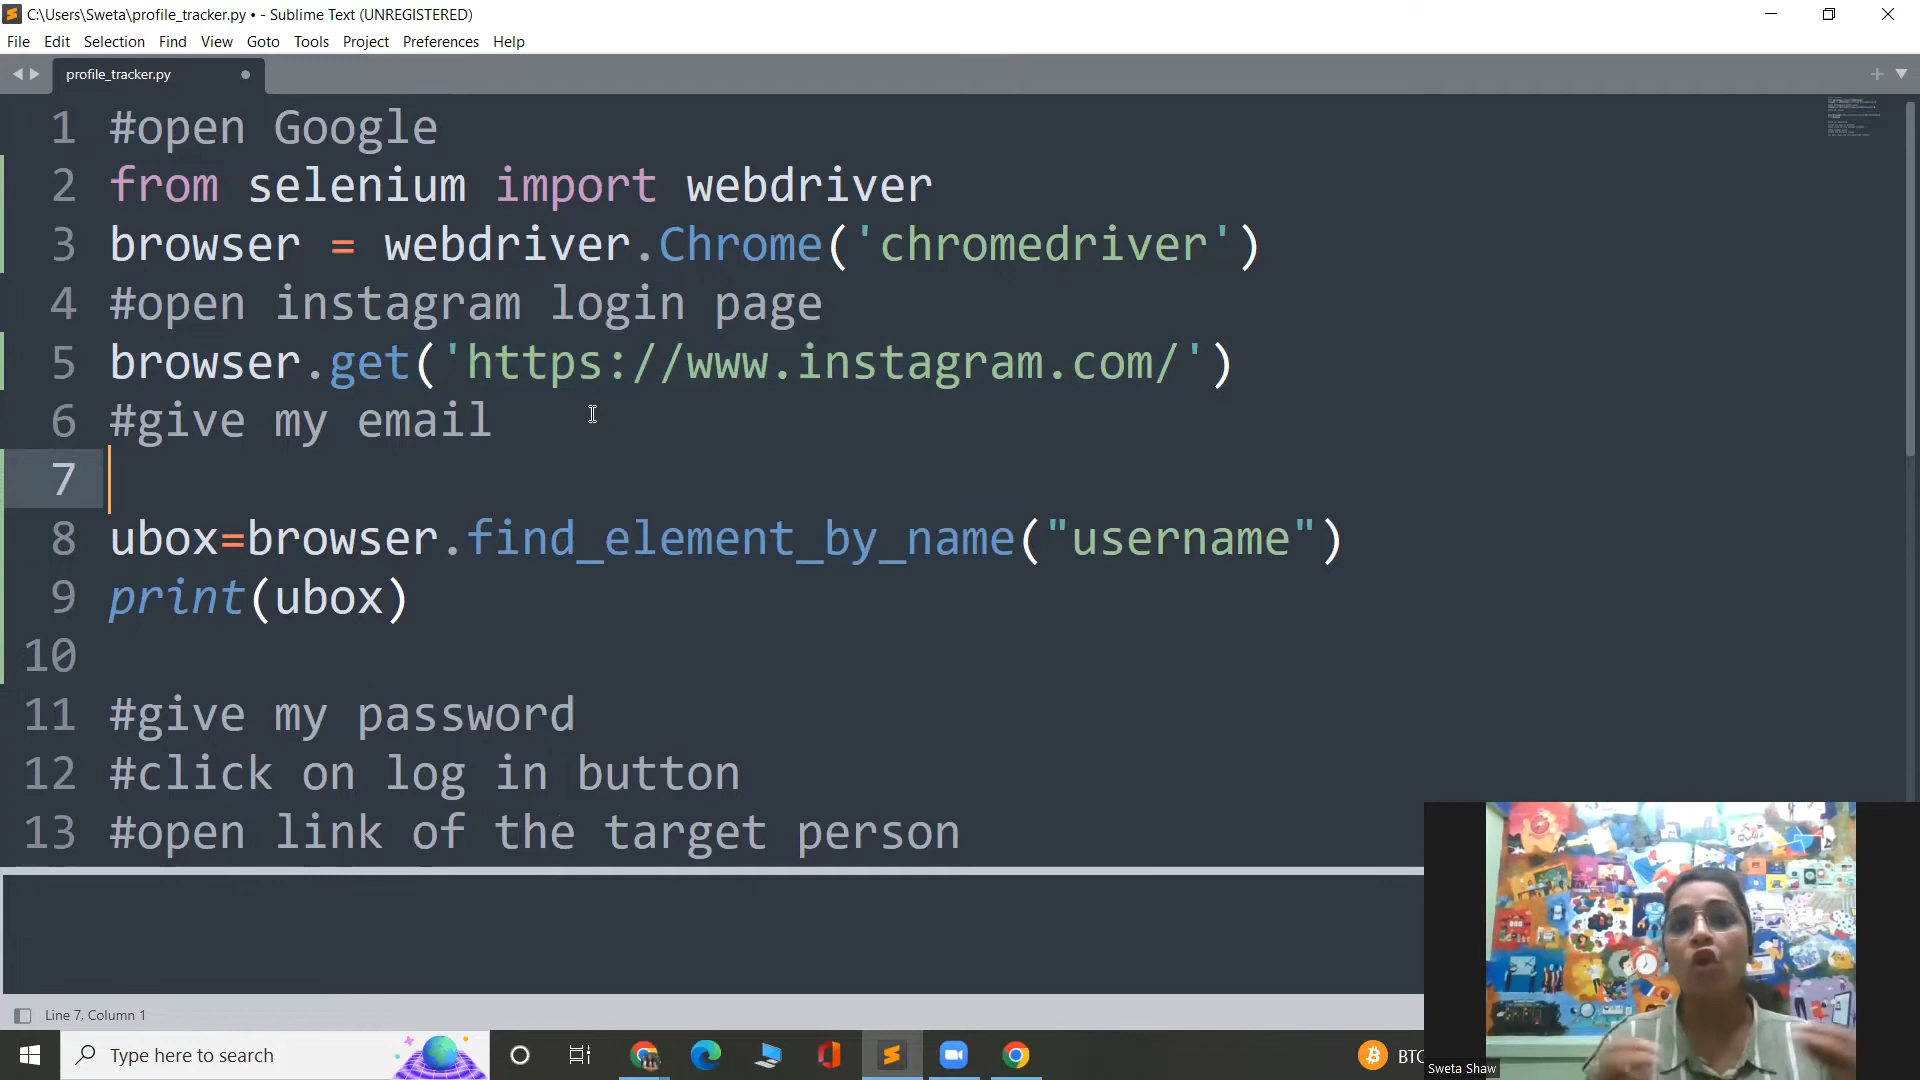 C:\Users\Sweta\profile_tracker.py • - Sublime Text (UNREGISTERED)
File Edit Selection Find View Goto Tools Project Preferences Help
profile_tracker.py
1 #open Google
2 from selenium import webdriver
3 browser = webdriver.Chrome('chromedriver')
4 #open instagram login page
5 browser.get('https://www.instagram.com/')
6 #give my email
7
8 ubox=browser.find_element_by_name("username")
9 print(ubox)
10
11 #give my password
12 #click on log in button
13 #open link of the target person
Line 7, Column 1
Type here to search
BTC
Sweta Shaw